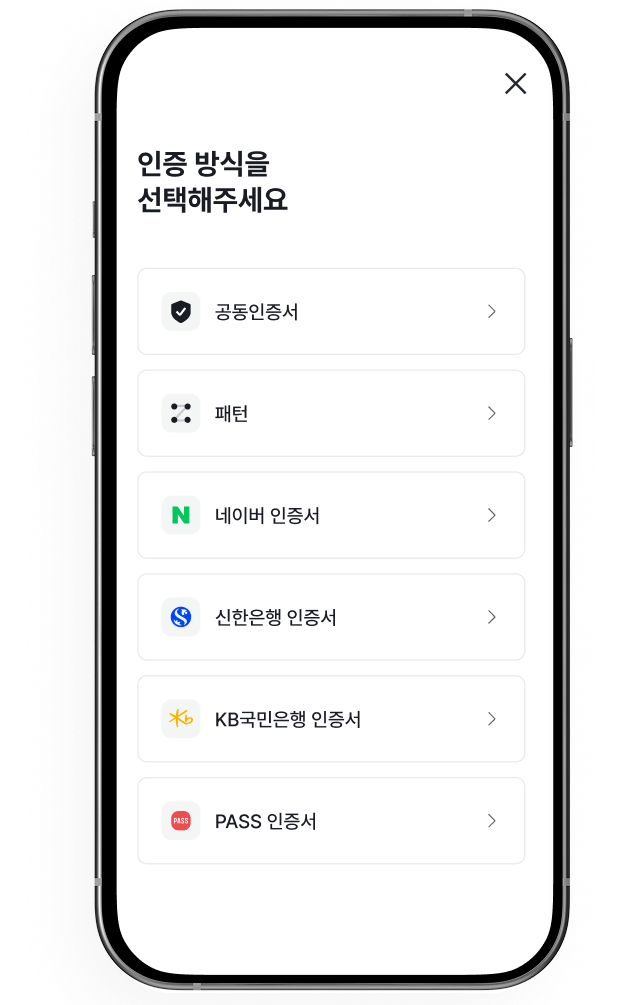 인증 방식을
선택해주세요
공동인증서
패턴
N 네이버 인증서
S 신한은행 인증서
Kb KB국민은행 인증서
PASS PASS 인증서